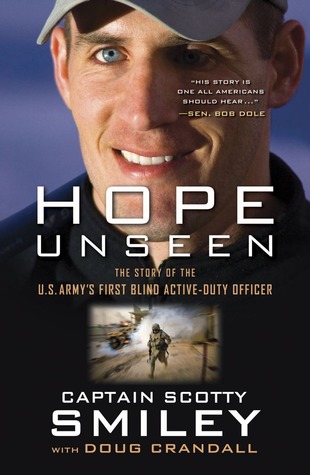 "HIS STORY IS
ONE ALL AMERICANS
SHOULD HEAR..."
—SEN. BOB DOLE
HOPE
UNSEEN
THE STORY OF THE
U.S. ARMY'S FIRST BLIND ACTIVE-DUTY OFFICER
CAPTAIN SCOTTY
SMILEY
WITH DOUG CRANDALL